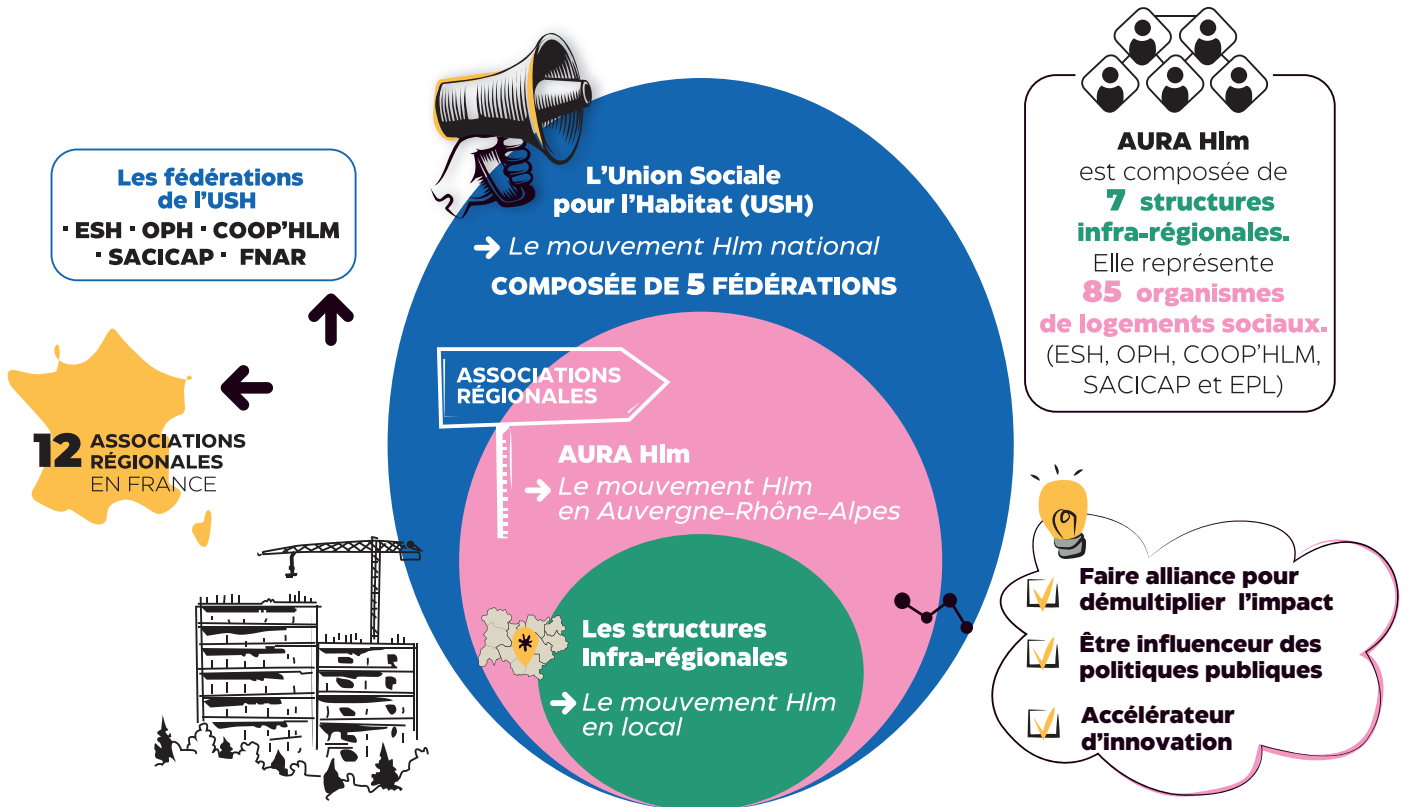 Les fédérations
de l'USH
· ESH · OPH · COOP'HLM
· SACICAP · FNAR
12 ASSOCIATIONS
RÉGIONALES
EN FRANCE
L'Union Sociale
pour l'Habitat (USH)
→ Le mouvement Hlm national
COMPOSÉE DE 5 FÉDÉRATIONS
ASSOCIATIONS
RÉGIONALES
AURA Hlm
→ Le mouvement Hlm
en Auvergne-Rhône-Alpes
Les structures
Infra-régionales
→ Le mouvement Hlm
en local
AURA Hlm
est composée de
7 structures
infra-régionales.
Elle représente
85 organismes
de logements sociaux.
(ESH, OPH, COOP'HLM,
SACICAP et EPL)
Faire alliance pour
démultiplier l'impact
Être influenceur des
politiques publiques
Accélérateur
d'innovation